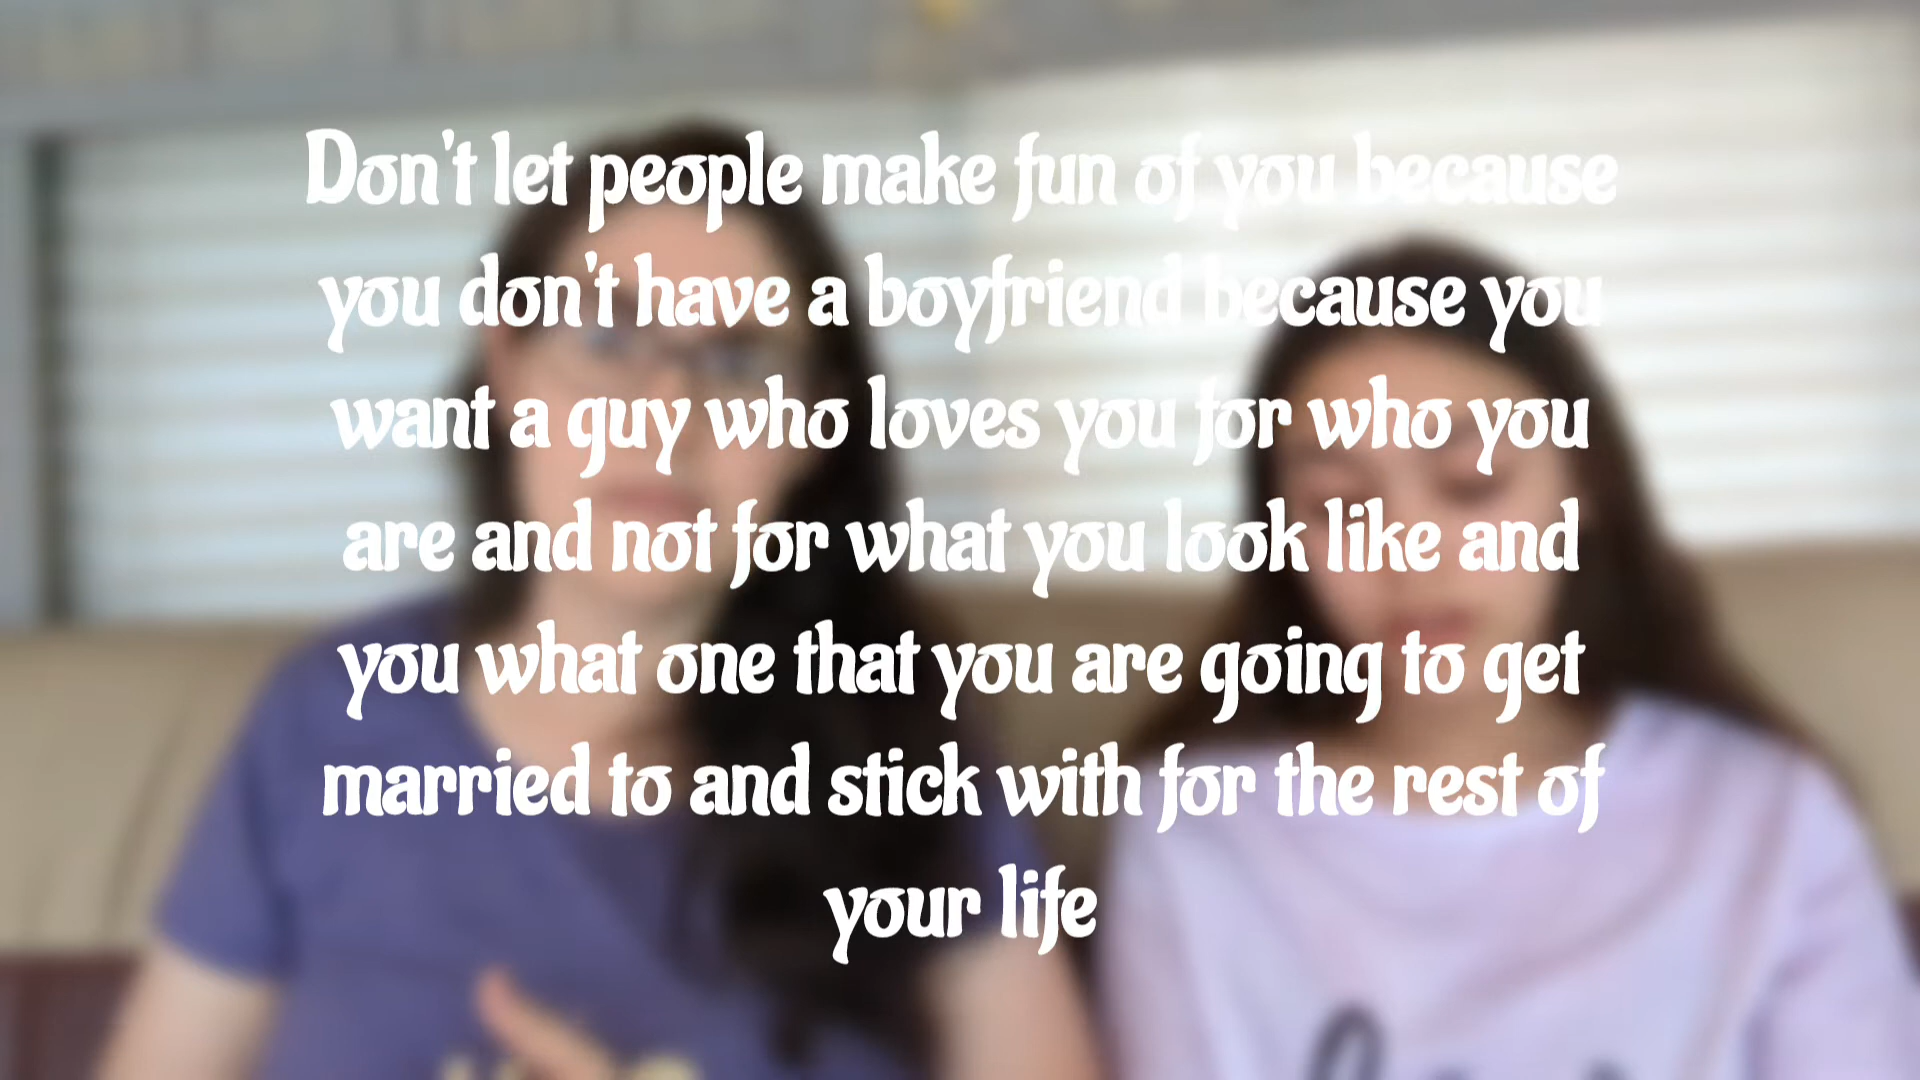 Don't let people make fun of you because
you don't have a boyfriend because you
want a guy who loves you for who you
are and not for what you look like and
you what one that you are going to get
married to and stick with for the rest of
your life